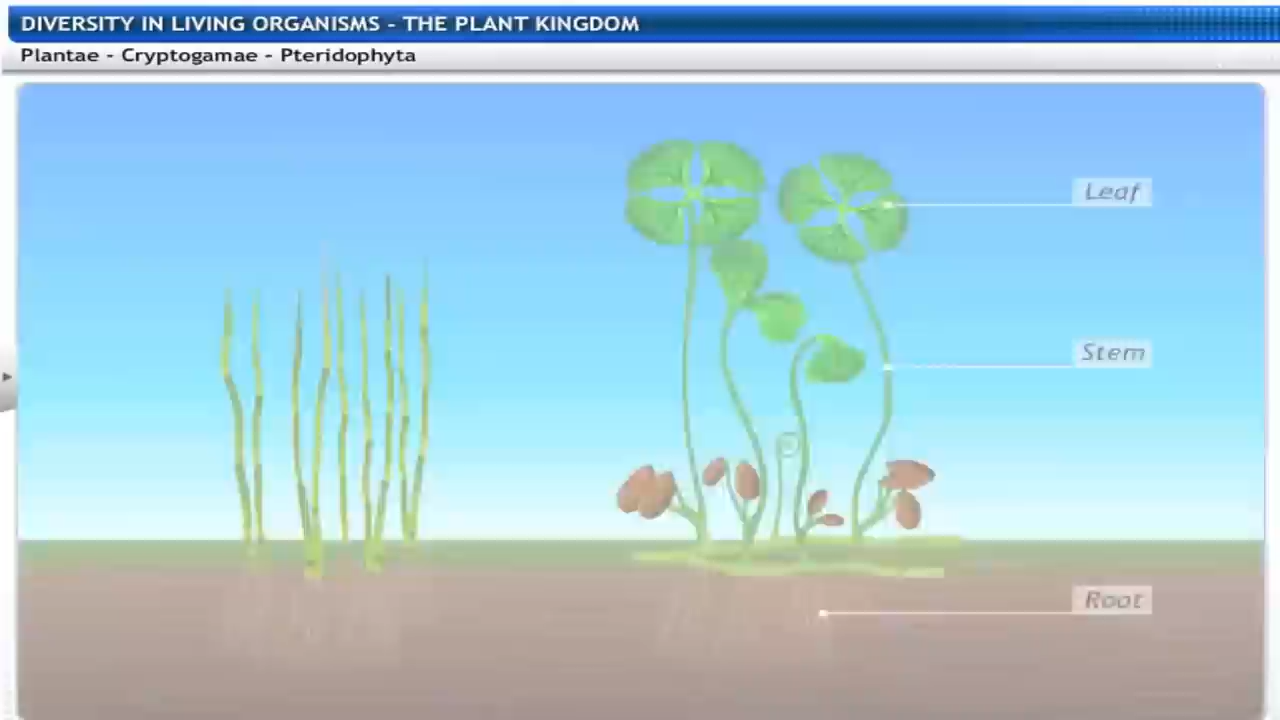 DIVERSITY IN LIVING ORGANISMS - THE PLANT KINGDOM
Plantae - Cryptogamae - Pteridophyta
Leaf
Stem
Root